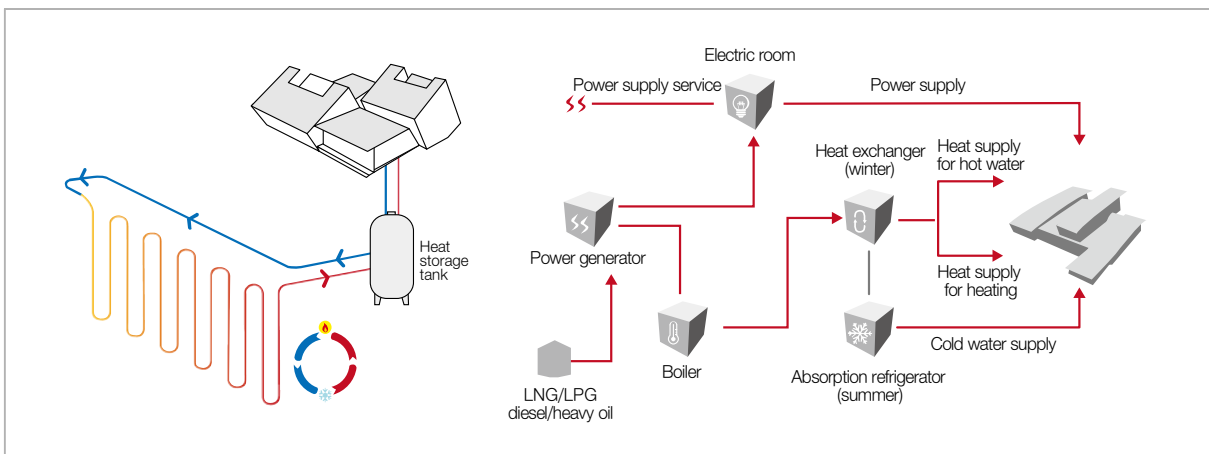 Heat
storage
tank
Electric room
Power supply service
Power supply
Heat exchanger
(winter)
Heat supply
for hot water
Power generator
Heat supply
for heating
Boiler
Cold water supply
LNG/LPG
diesel/heavy oil
Absorption refrigerator
(summer)